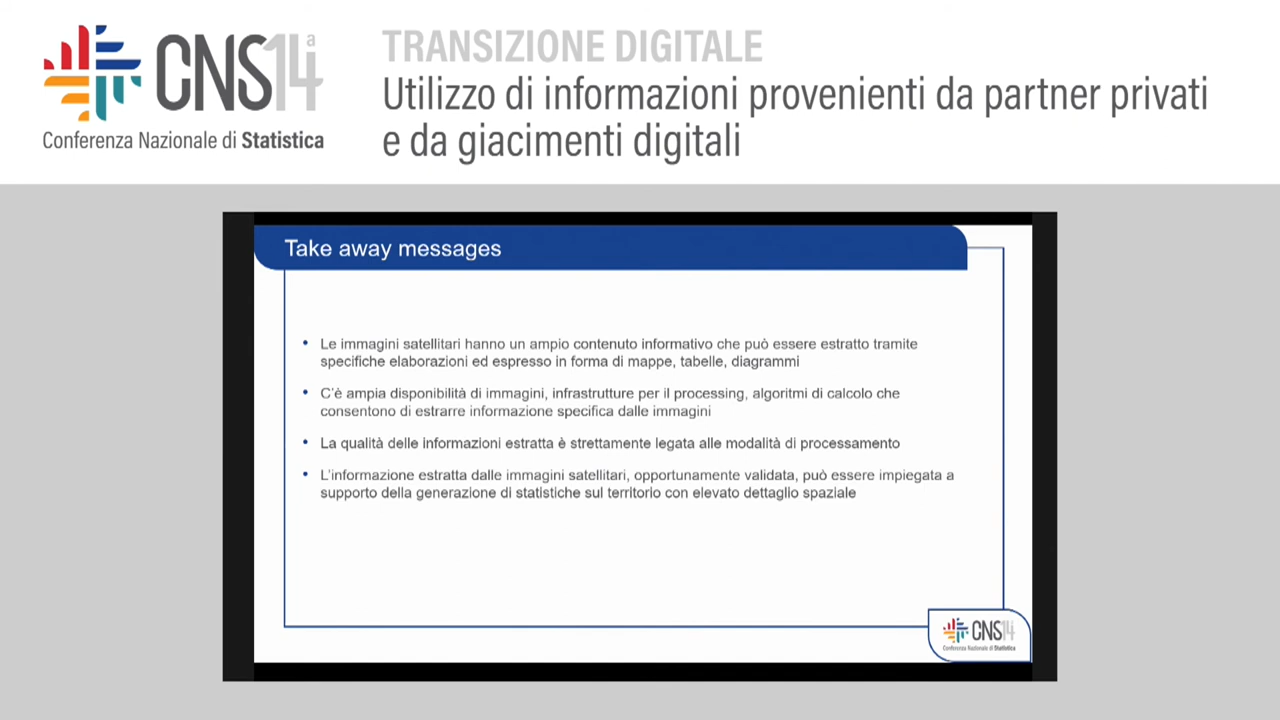 CNS14ª
Conferenza Nazionale di Statistica
TRANSIZIONE DIGITALE
Utilizzo di informazioni provenienti da partner privati
e da giacimenti digitali
Take away messages
• Le immagini satellitari hanno un ampio contenuto informativo che può essere estratto tramite
specifiche elaborazioni ed espresso in forma di mappe, tabelle, diagrammi
• C'è ampia disponibilità di immagini, infrastrutture per il processing, algoritmi di calcolo che
consentono di estrarre informazione specifica dalle immagini
• La qualità delle informazioni estratta è strettamente legata alle modalità di processamento
• L'informazione estratta dalle immagini satellitari, opportunamente validata, può essere impiegata a
supporto della generazione di statistiche sul territorio con elevato dettaglio spaziale
CNS14
Conferenza Nazionale di Statistica